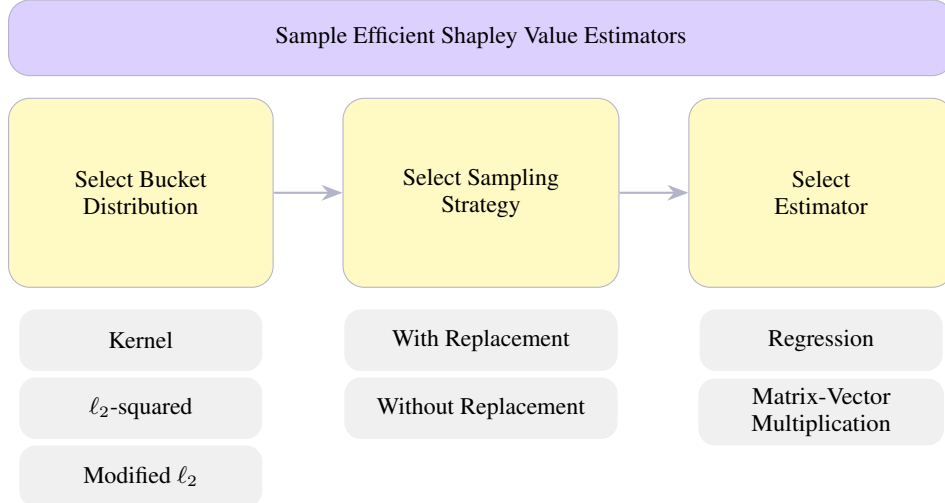 Sample Efficient Shapley Value Estimators
Select Bucket
Distribution
Select Sampling
Strategy
Select
Estimator
Kernel
ℓ₂-squared
Modified ℓ₂
With Replacement
Without Replacement
Regression
Matrix-Vector
Multiplication